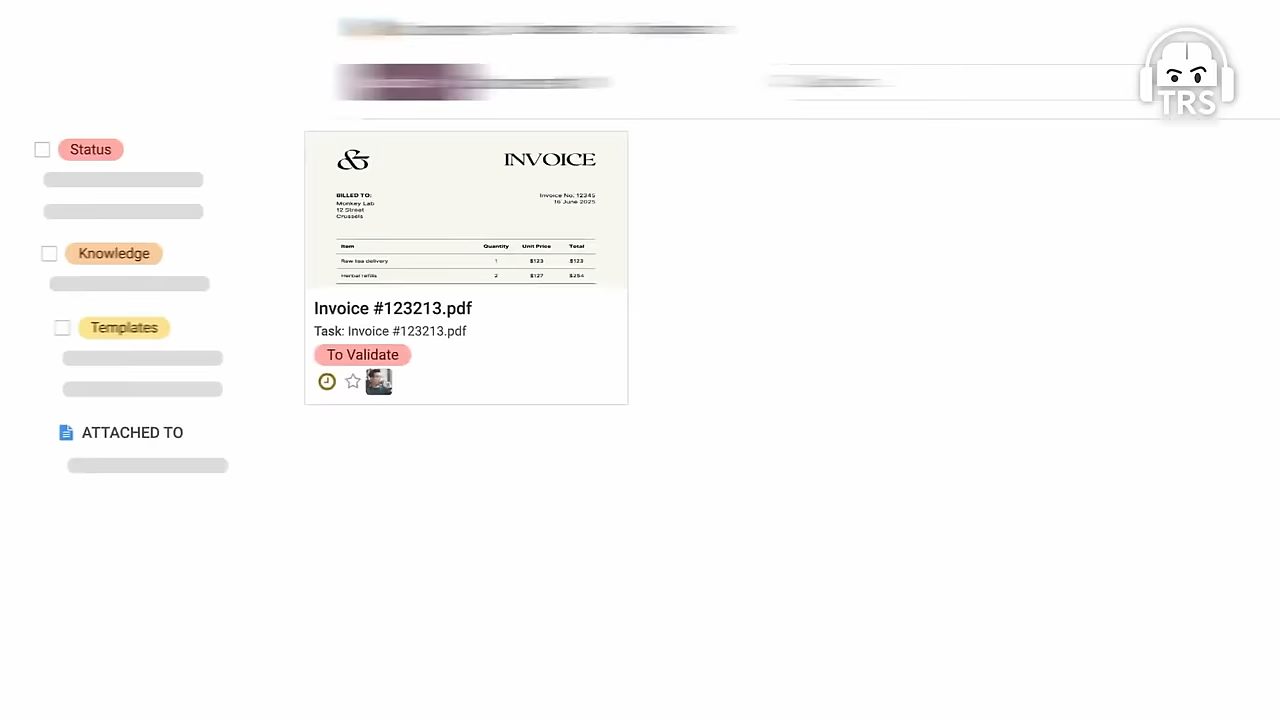 TRS
Status
Knowledge
Templates
ATTACHED TO
&
INVOICE
BILLED TO:
Monkey Lab
12 Street
Crussels
Invoice No. 12345
16 June 2025
Item Quantity Unit Price Total
Raw tea delivery 1 $123 $123
Herbal refills 2 $127 $254
Invoice #123213.pdf
Task: Invoice #123213.pdf
To Validate